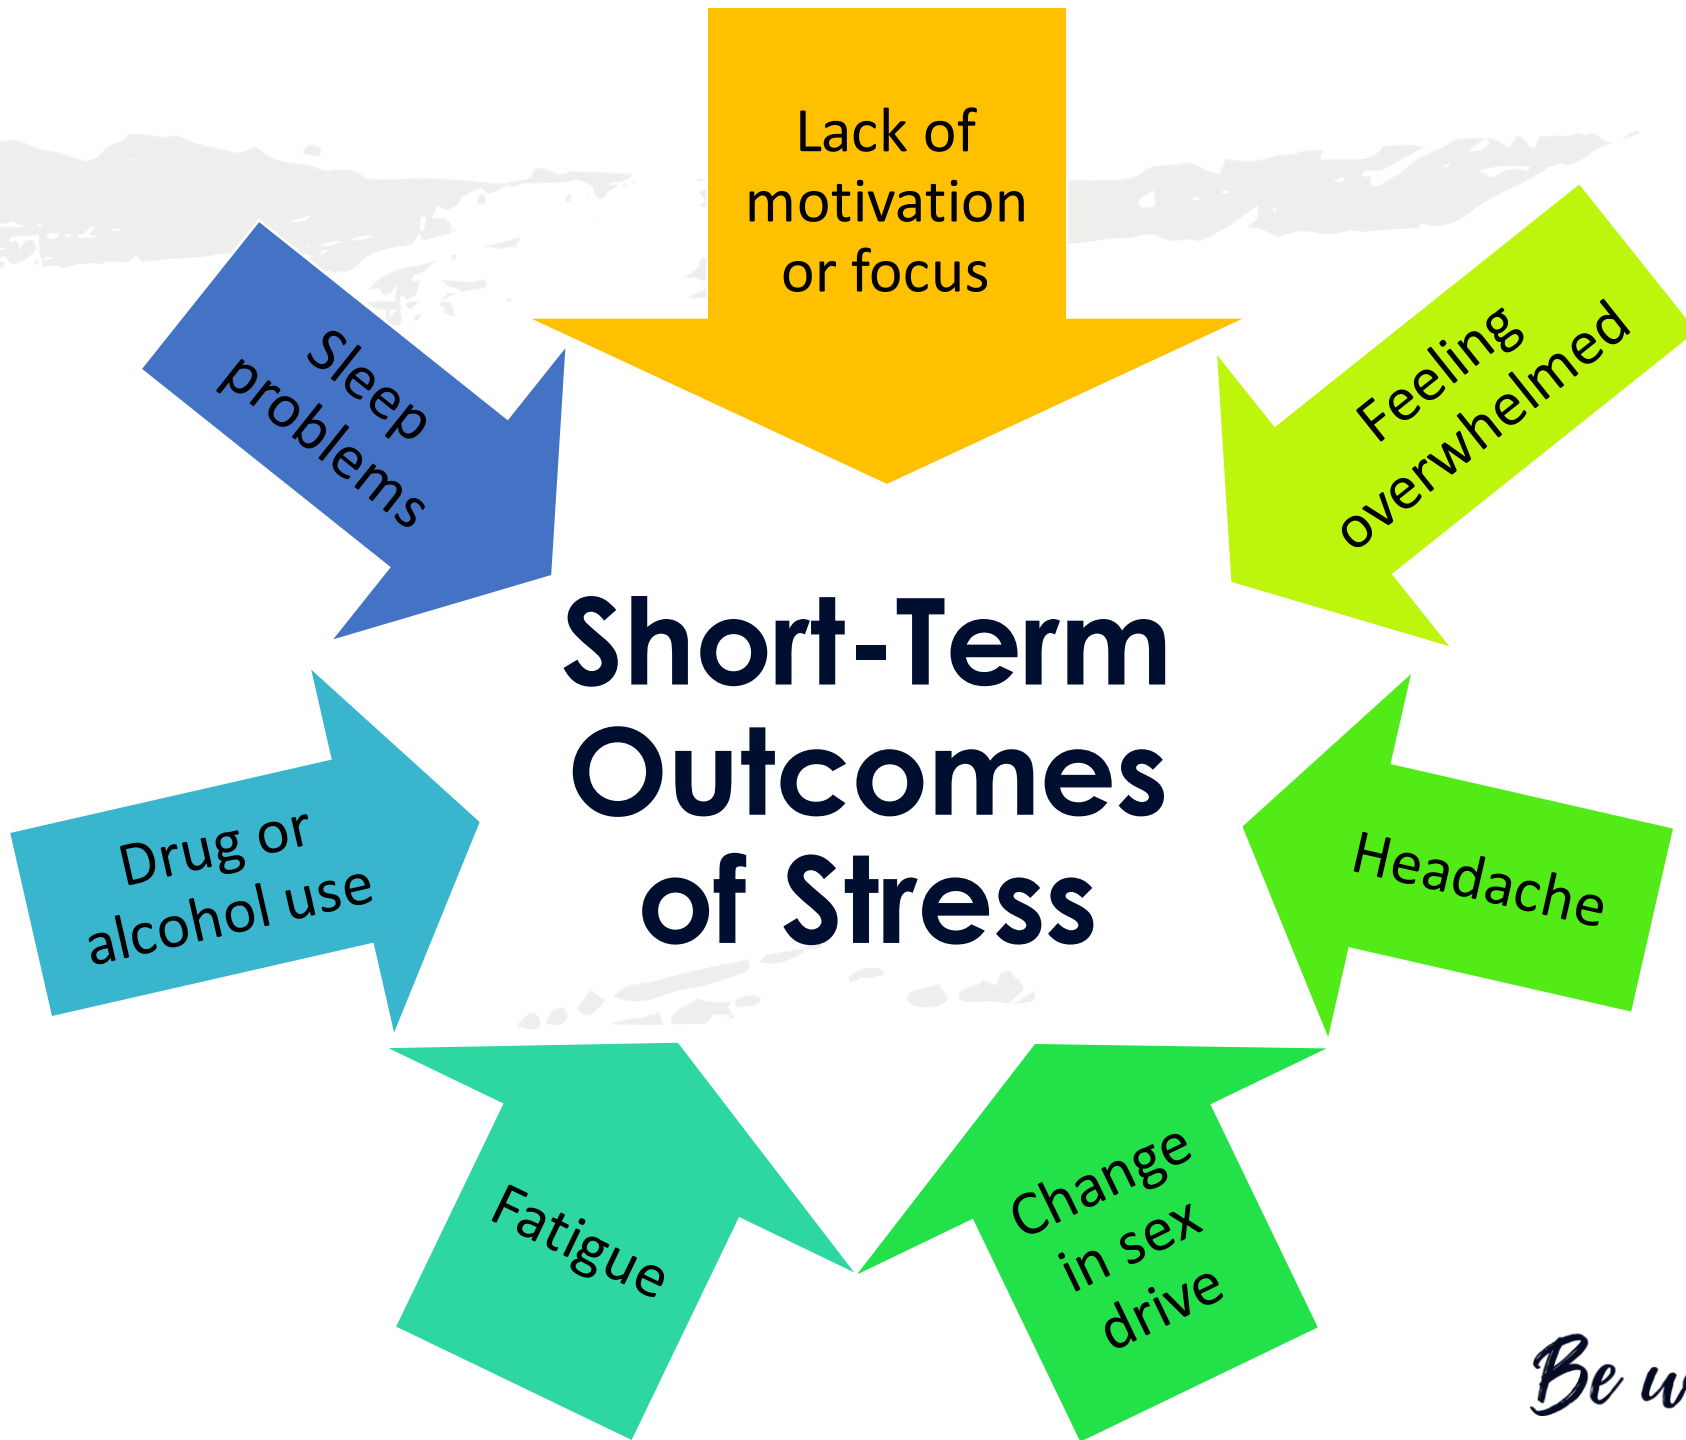 Lack of
motivation
or focus
Feeling
overwhelmed
Headache
Change
in sex
drive
Fatigue
Drug or
alcohol use
Sleep
problems
Short-Term
Outcomes
of Stress
Be